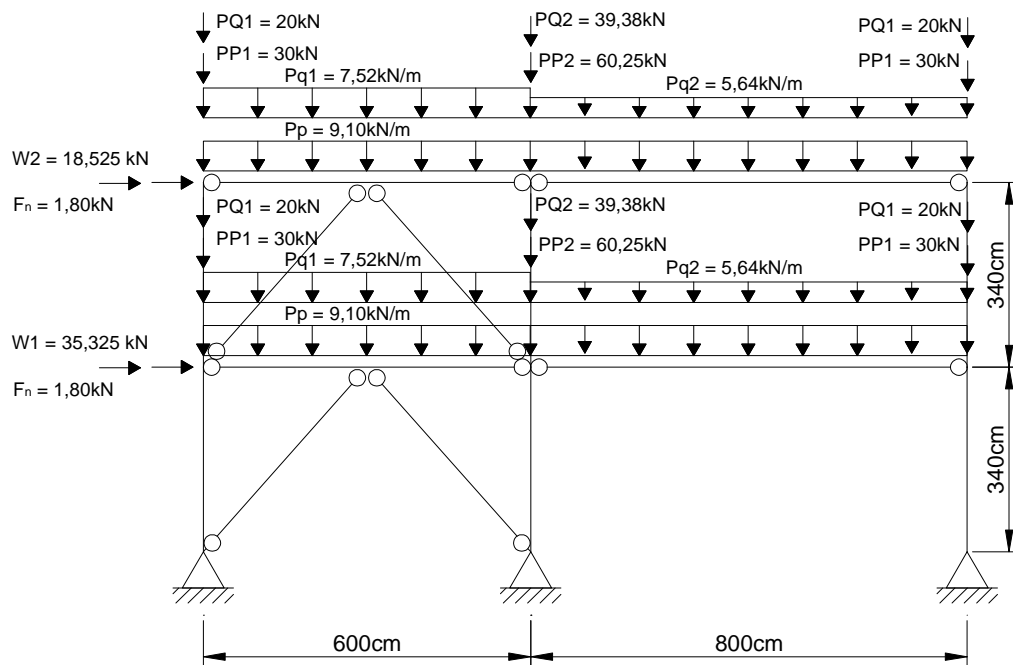 PQ1 = 20kN
PQ2 = 39,38kN
PQ1 = 20kN
PP1 = 30kN
PP2 = 60,25kN
PP1 = 30kN
Pq1 = 7,52kN/m
Pq2 = 5,64kN/m
Pp = 9,10kN/m
W2 = 18,525 kN
Fn = 1,80kN
PQ1 = 20kN
PQ2 = 39,38kN
PQ1 = 20kN
PP1 = 30kN
PP2 = 60,25kN
PP1 = 30kN
Pq1 = 7,52kN/m
Pq2 = 5,64kN/m
340cm
Pp = 9,10kN/m
W1 = 35,325 kN
Fn = 1,80kN
340cm
600cm
800cm